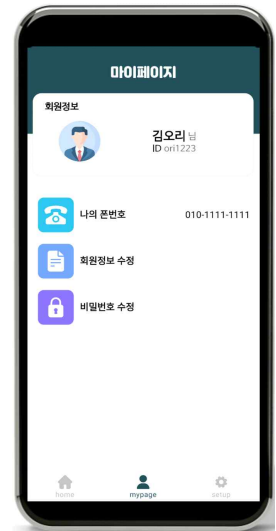 마이페이지
회원정보
김오리 님
ID ori1223
나의 폰번호 010-1111-1111
회원정보 수정
비밀번호 수정
home mypage setup